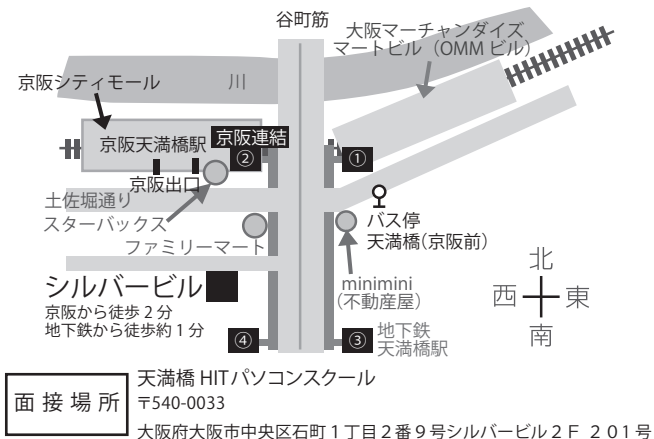 谷町筋
大阪マーチャンダイズ
マートビル（OMMビル）
京阪シティモール
川
京阪天満橋駅
京阪連結
②
①
京阪出口
土佐堀通り
スターバックス
バス停
天満橋(京阪前)
ファミリーマート
シルバービル
京阪から徒歩２分
地下鉄から徒歩約１分
minimini
(不動産屋)
北
西
東
南
④
③
地下鉄
天満橋駅
面接場所
天満橋 HITパソコンスクール
〒540-0033
大阪府大阪市中央区石町１丁目２番９号シルバービル２Ｆ ２０１号